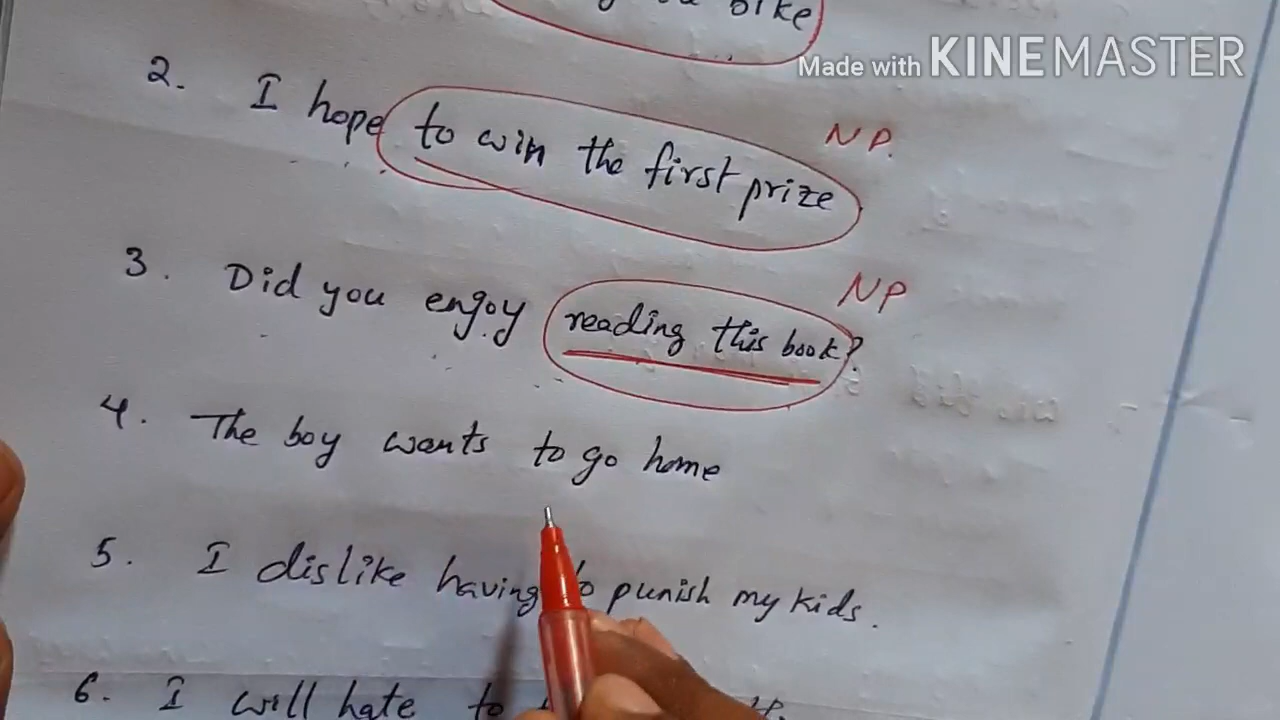 bike
Made with KINEMASTER
2. I hope to win the first prize NP.
3. Did you enjoy reading this book? NP
4. The boy wants to go home
5. I dislike having to punish my kids.
6. I will hate to